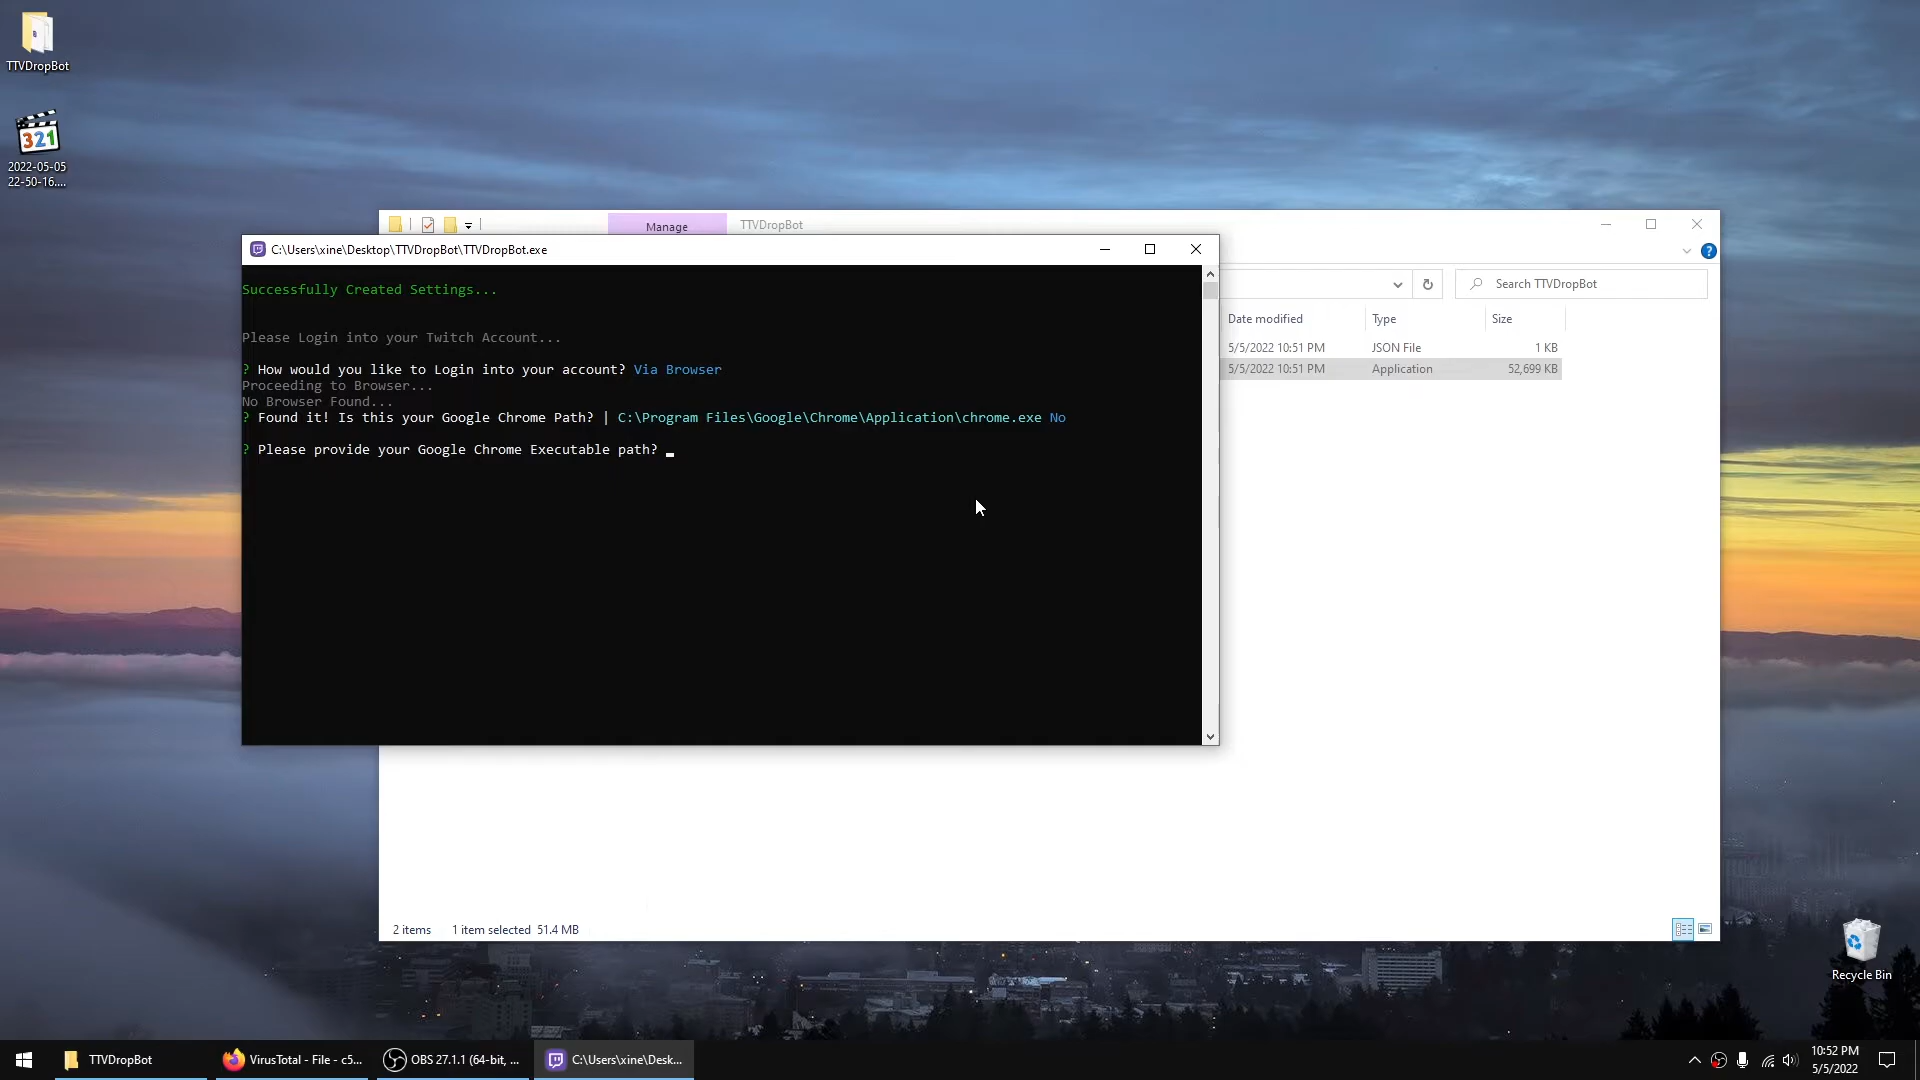 TTVDropBot
321
2022-05-05
22-50-16....
Manage
TTVDropBot
C:\Users\xine\Desktop\TTVDropBot\TTVDropBot.exe
Successfully Created Settings...
Please Login into your Twitch Account...
? How would you like to Login into your account? Via Browser
Proceeding to Browser...
No Browser Found...
? Found it! Is this your Google Chrome Path? | C:\Program Files\Google\Chrome\Application\chrome.exe No
? Please provide your Google Chrome Executable path?
?
Search TTVDropBot
Date modified
Type
Size
5/5/2022 10:51 PM
JSON File
1 KB
5/5/2022 10:51 PM
Application
52,699 KB
2 items
1 item selected 51.4 MB
Recycle Bin
TTVDropBot
VirusTotal - File - c5...
OBS 27.1.1 (64-bit, ...
C:\Users\xine\Desk...
10:52 PM
5/5/2022